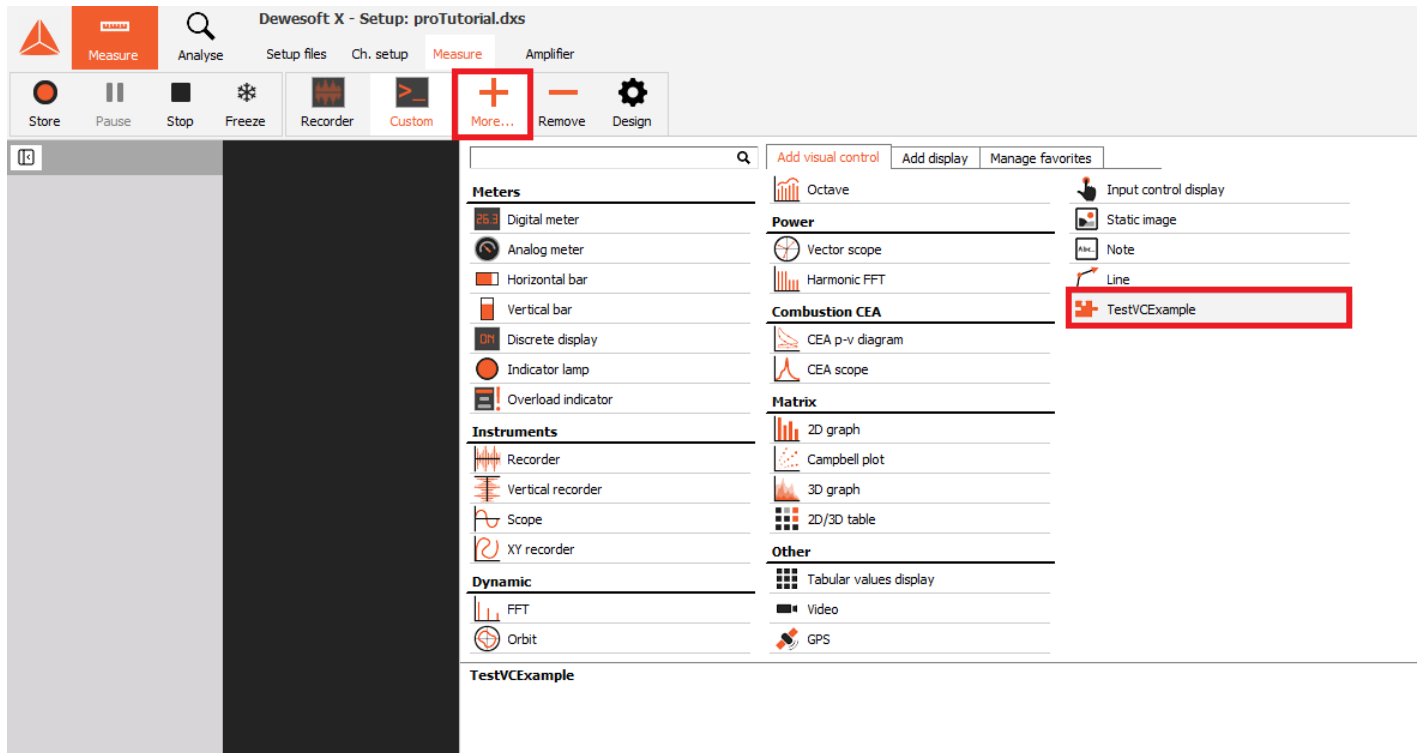 Dewesoft X - Setup: proTutorial.dxs
Measure
Analyse
Setup files
Ch. setup
Measure
Amplifier
Store
Pause
Stop
Freeze
Recorder
Custom
More...
Remove
Design
Add visual control
Add display
Manage favorites
Meters
26.3
Digital meter
Analog meter
Horizontal bar
Vertical bar
ON
Discrete display
Indicator lamp
Overload indicator
Instruments
Recorder
Vertical recorder
Scope
XY recorder
Dynamic
FFT
Orbit
Octave
Power
Vector scope
Harmonic FFT
Combustion CEA
CEA p-v diagram
CEA scope
Matrix
2D graph
Campbell plot
3D graph
2D/3D table
Other
Tabular values display
Video
GPS
Input control display
Static image
Abc..
Note
Line
TestVCExample
TestVCExample